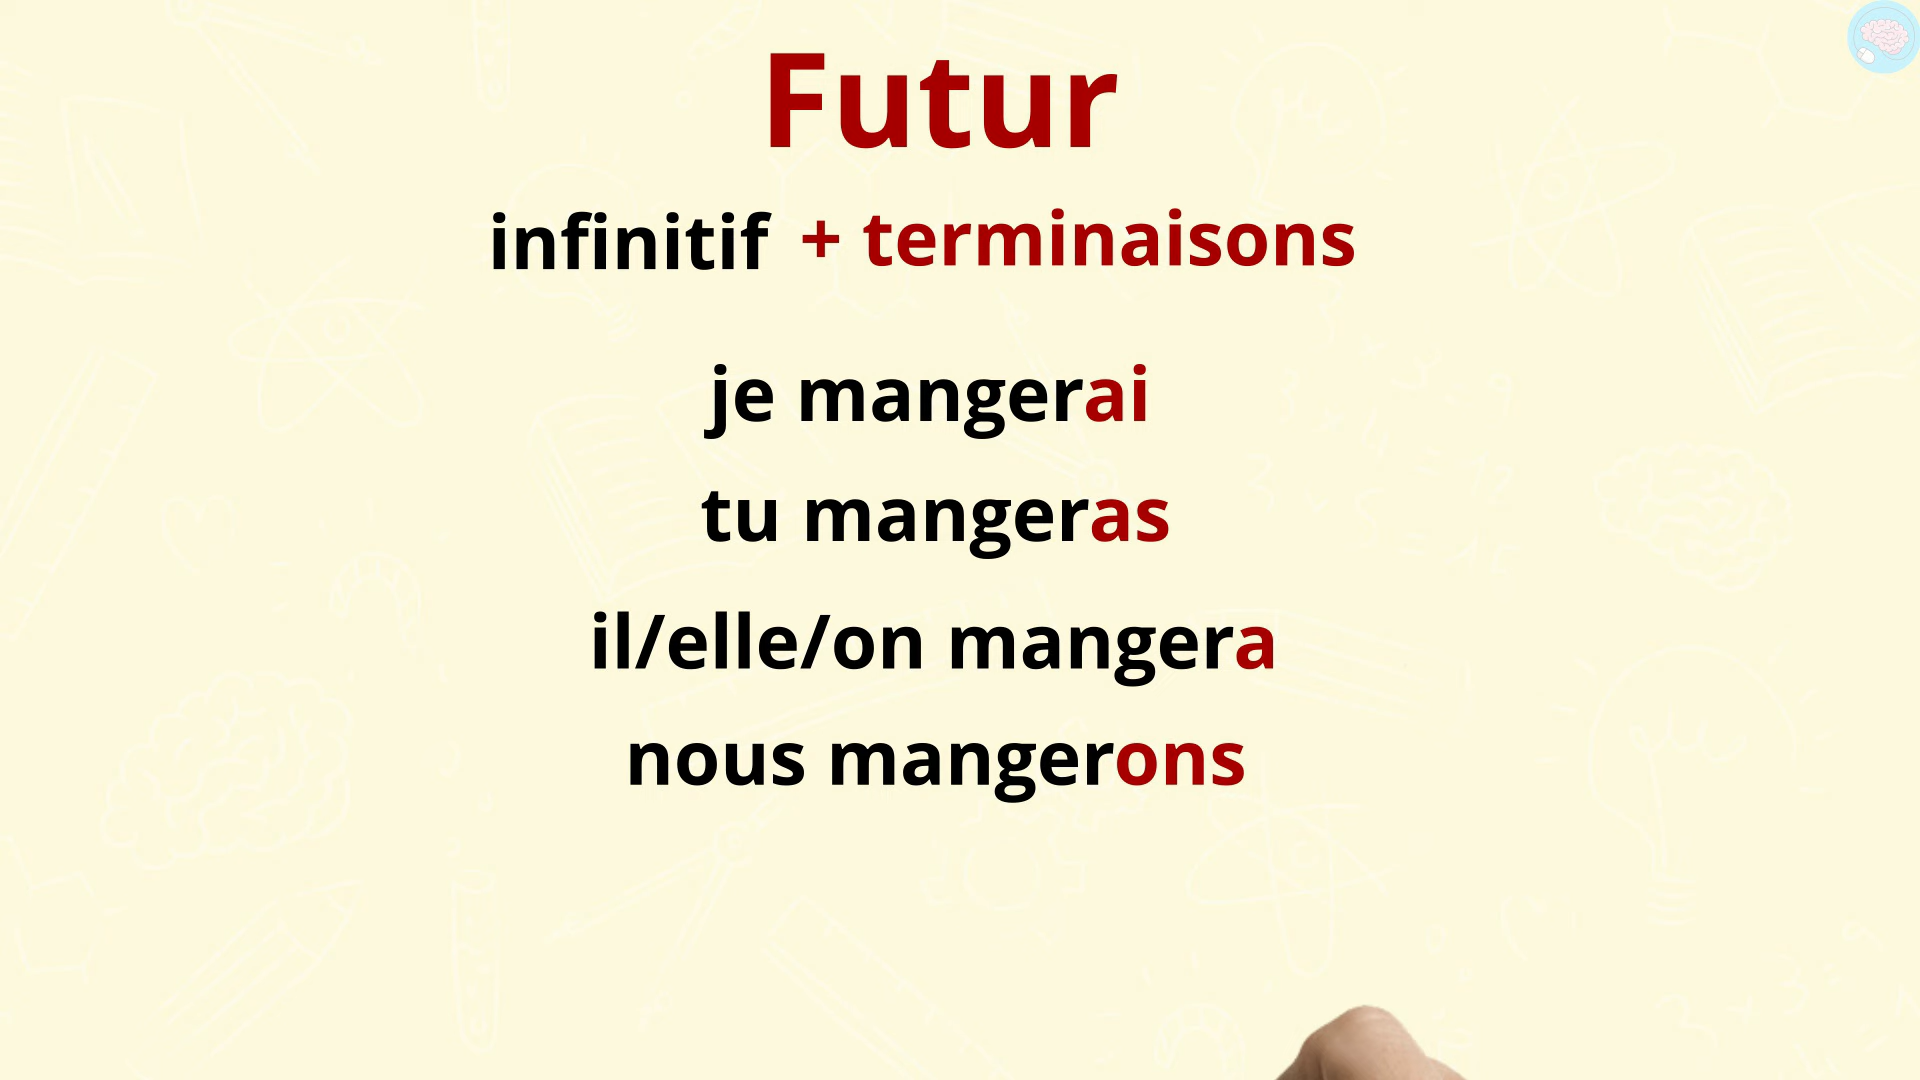 Futur
infinitif + terminaisons
je mangerai
tu mangeras
il/elle/on mangera
nous mangerons